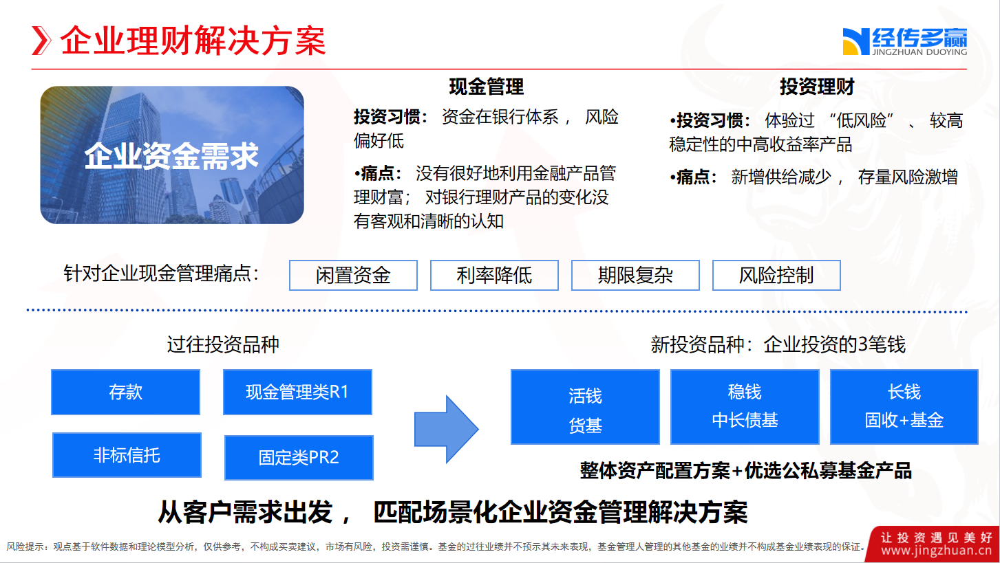 企业理财解决方案
经传多赢
JINGZHUAN DUOYING
企业资金需求
现金管理
投资习惯： 资金在银行体系， 风险
偏好低
•痛点： 没有很好地利用金融产品管
理财富； 对银行理财产品的变化没
有客观和清晰的认知
投资理财
•投资习惯： 体验过 “低风险” 、 较高
稳定性的中高收益率产品
•痛点： 新增供给减少， 存量风险激增
针对企业现金管理痛点：
闲置资金
利率降低
期限复杂
风险控制
过往投资品种
存款
现金管理类R1
非标信托
固定类PR2
新投资品种：企业投资的3笔钱
活钱
货基
稳钱
中长债基
长钱
固收+基金
整体资产配置方案+优选公私募基金产品
从客户需求出发， 匹配场景化企业资金管理解决方案
风险提示：观点基于软件数据和理论模型分析，仅供参考，不构成买卖建议，市场有风险，投资需谨慎。基金的过往业绩并不预示其未来表现，基金管理人管理的其他基金的业绩并不构成基金业绩表现的保证。
让投资遇见美好
www.jingzhuan.cn